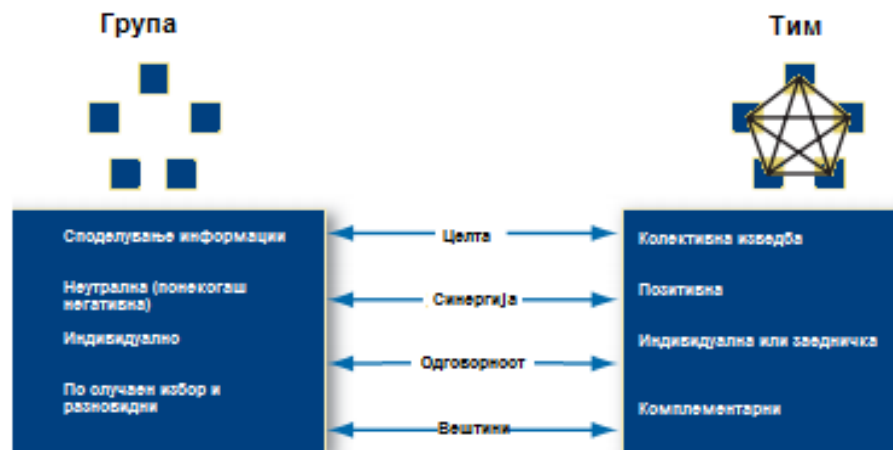 Група
Тим
Споделување информации
Целта
Колективна изведба
Неутрална (понекогаш
негативна)
Синергија
Позитивна
Индивидуално
Одговорност
Индивидуална или заедничка
По случаен избор и
разновидни
Вештини
Комплементарни